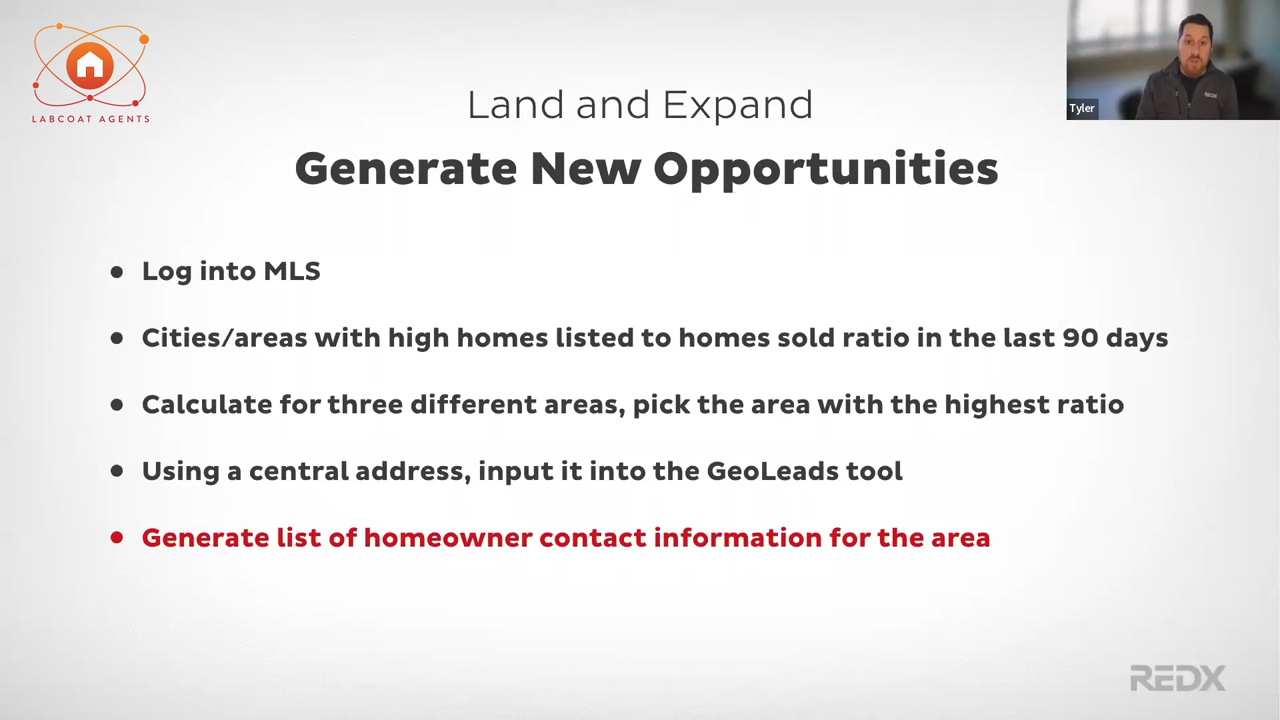 LABCOAT AGENTS
Tyler
REDX
Land and Expand
Generate New Opportunities
• Log into MLS
• Cities/areas with high homes listed to homes sold ratio in the last 90 days
• Calculate for three different areas, pick the area with the highest ratio
• Using a central address, input it into the GeoLeads tool
• Generate list of homeowner contact information for the area
REDX